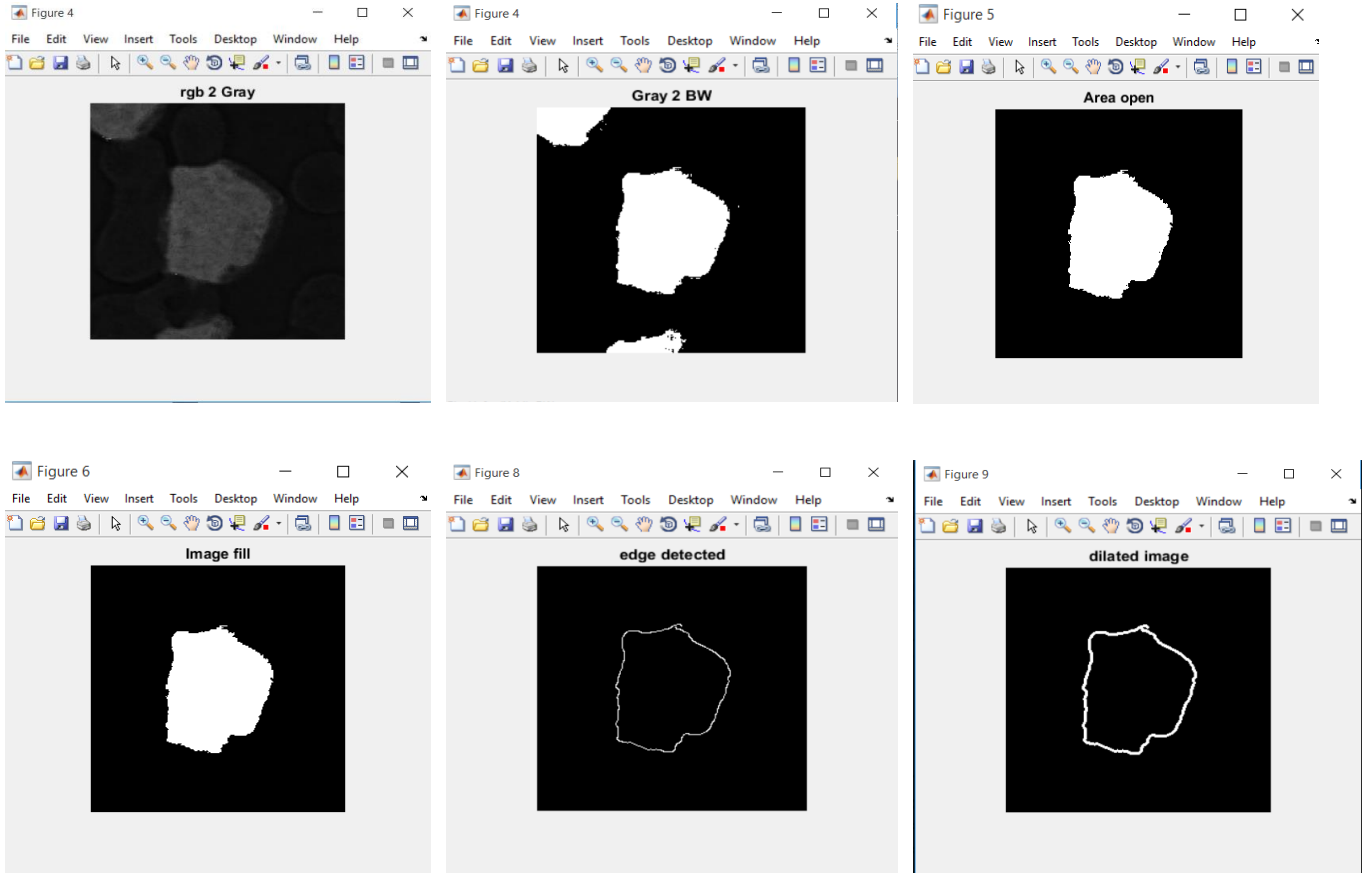 Figure 4
File Edit View Insert Tools Desktop Window Help
rgb 2 Gray
Figure 4
File Edit View Insert Tools Desktop Window Help
Gray 2 BW
Figure 5
File Edit View Insert Tools Desktop Window Help
Area open
Figure 6
File Edit View Insert Tools Desktop Window Help
Image fill
Figure 8
File Edit View Insert Tools Desktop Window Help
edge detected
Figure 9
File Edit View Insert Tools Desktop Window Help
dilated image